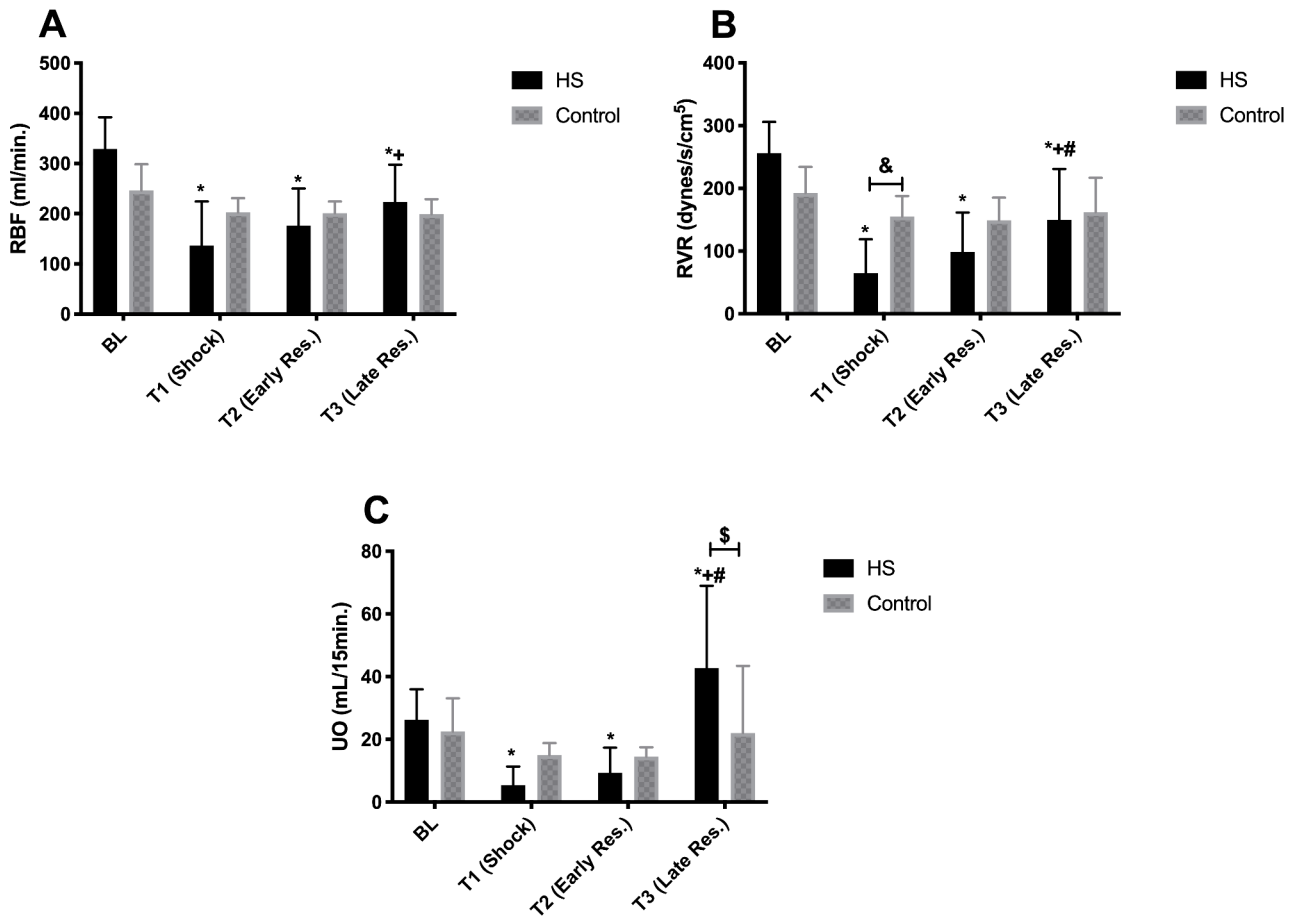 A
RBF (ml/min.)
500
400
300
200
100
0
*
*
*+
BL
T1 (Shock)
T2 (Early Res.)
T3 (Late Res.)
HS
Control
B
RVR (dynes/s/cm⁵)
400
300
200
100
0
&
*
*
*+#
BL
T1 (Shock)
T2 (Early Res.)
T3 (Late Res.)
HS
Control
C
UO (mL/15min.)
80
60
40
20
0
*
*
$
*+#
BL
T1 (Shock)
T2 (Early Res.)
T3 (Late Res.)
HS
Control